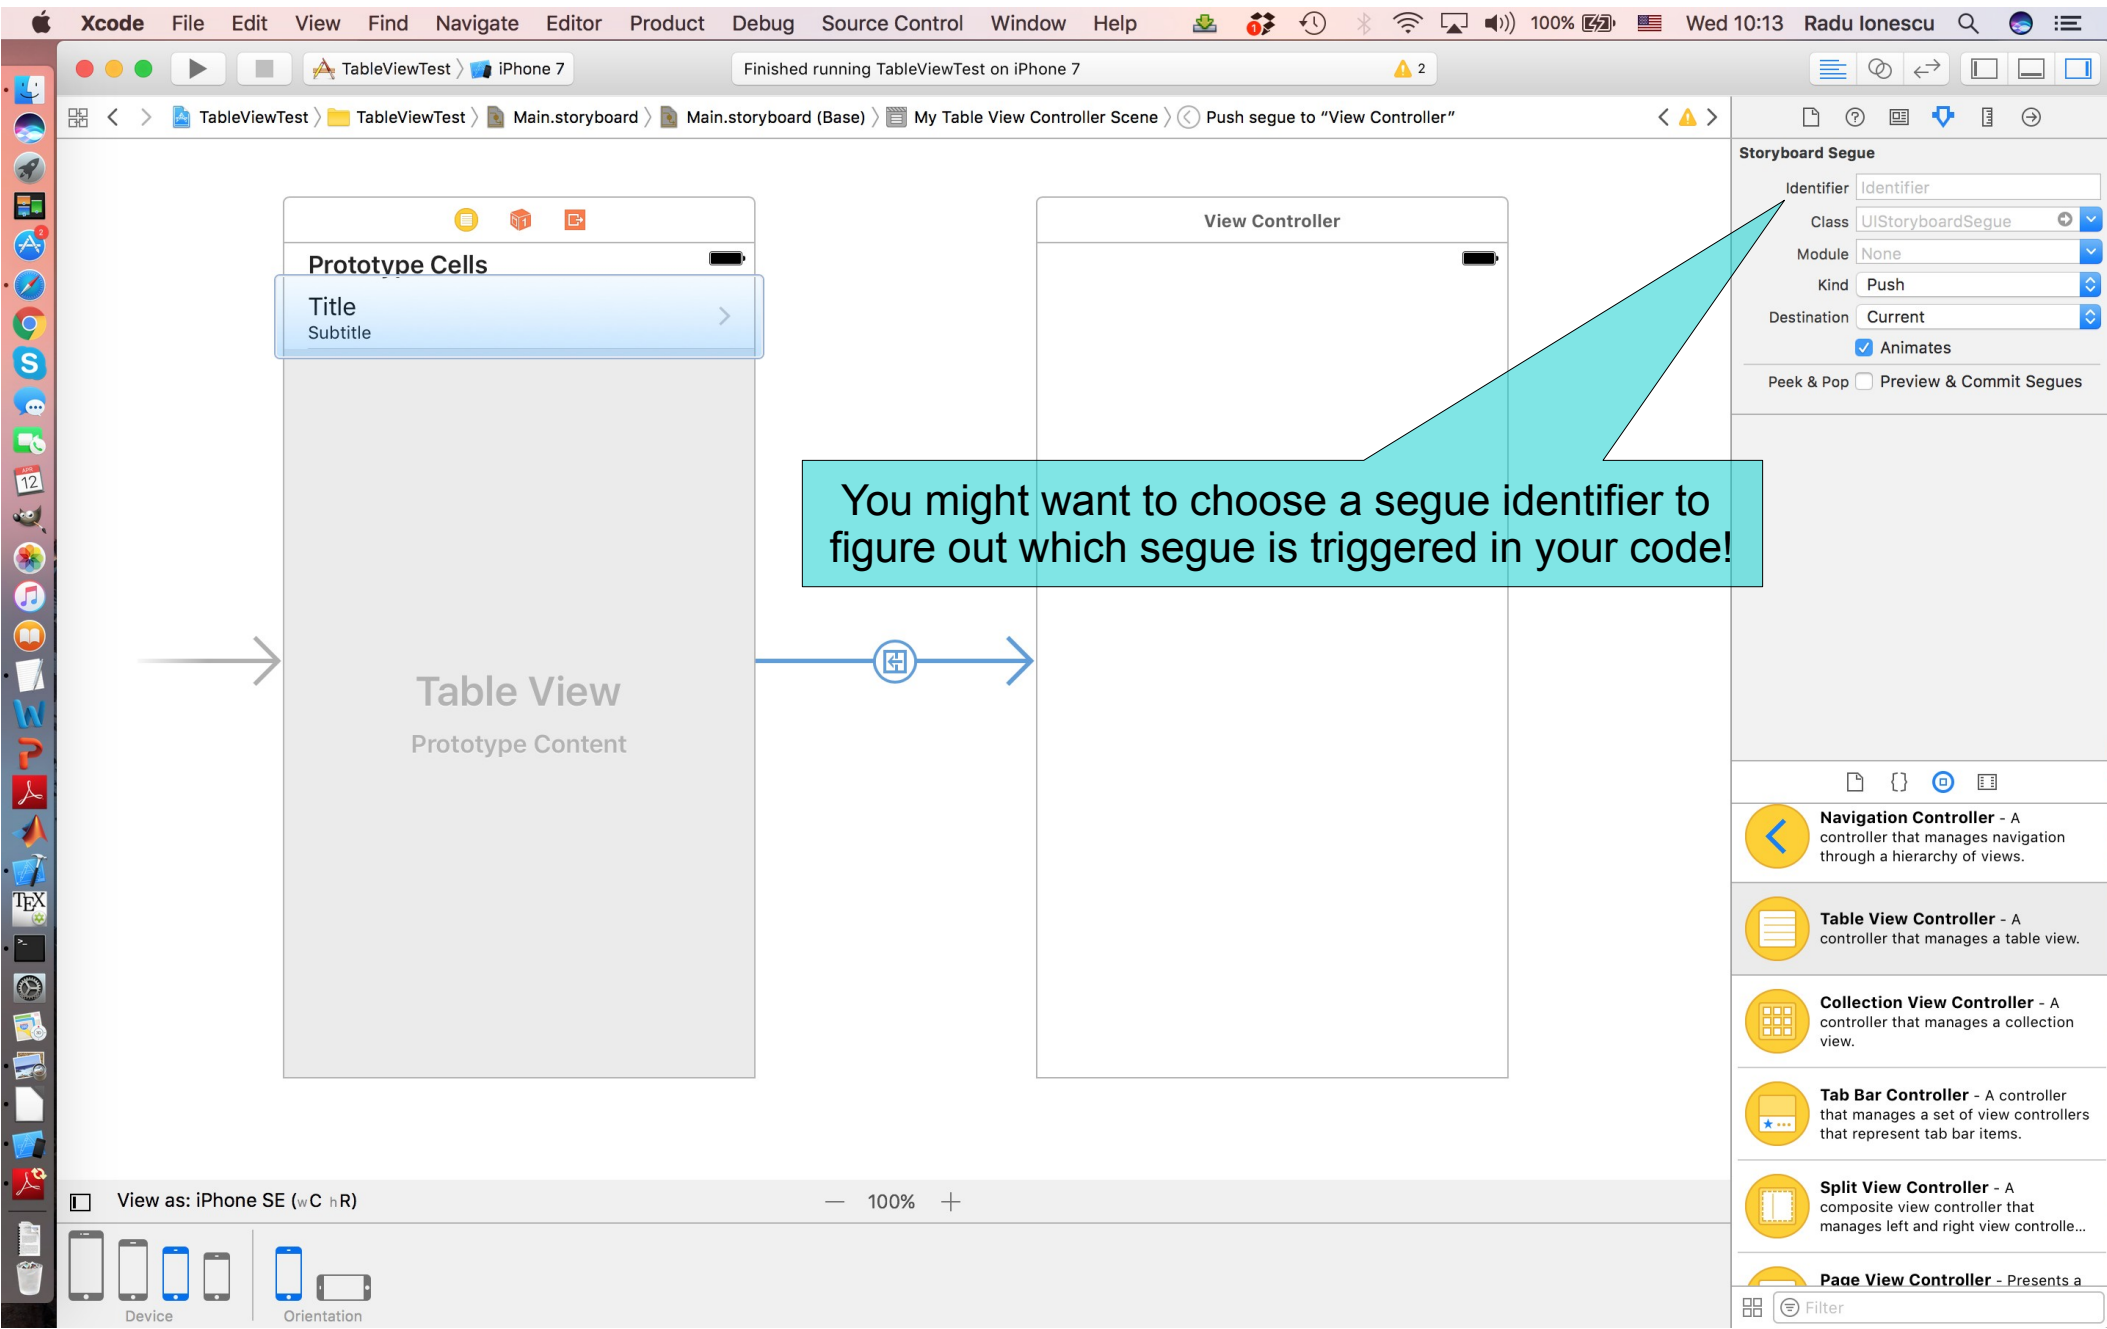 Xcode File Edit View Find Navigate Editor Product Debug Source Control Window Help 1 100% Wed 10:13 Radu Ionescu
TableViewTest iPhone 7 Finished running TableViewTest on iPhone 7 2
TableViewTest TableViewTest Main.storyboard Main.storyboard (Base) My Table View Controller Scene Push segue to “View Controller”
Storyboard Segue
Identifier Identifier
Class UIStoryboardSegue
Module None
Kind Push
Destination Current
Animates
Peek & Pop Preview & Commit Segues
View Controller
Prototype Cells
Title
Subtitle
You might want to choose a segue identifier to
figure out which segue is triggered in your code!
Table View
Prototype Content
Navigation Controller - A
controller that manages navigation
through a hierarchy of views.
Table View Controller - A
controller that manages a table view.
Collection View Controller - A
controller that manages a collection
view.
Tab Bar Controller - A controller
that manages a set of view controllers
that represent tab bar items.
Split View Controller - A
composite view controller that
manages left and right view controlle...
Page View Controller - Presents a
Filter
View as: iPhone SE (wC hR) — 100% +
Device Orientation
2
APR
12
TEX